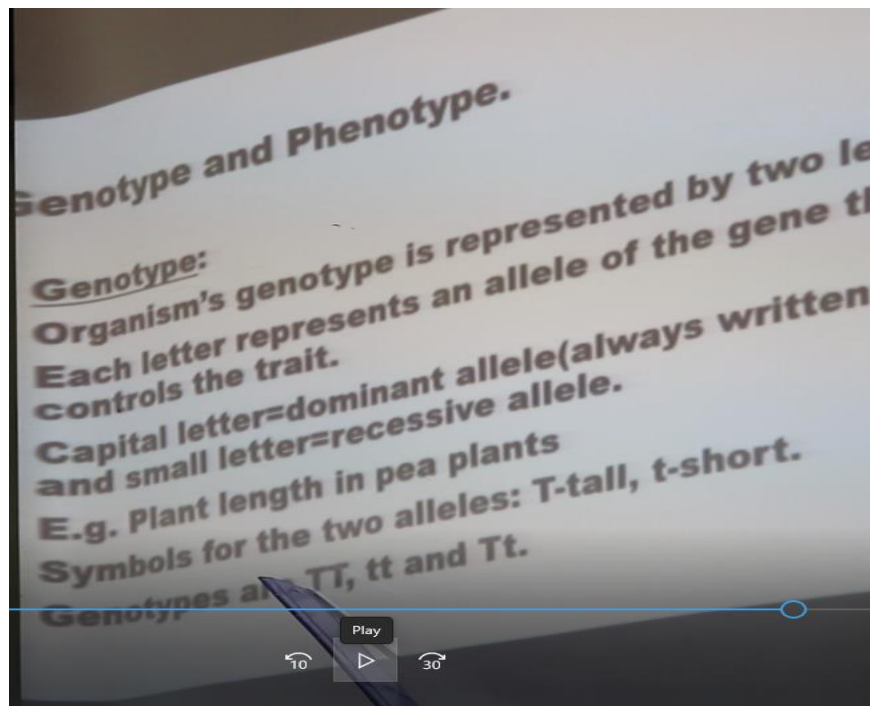 Genotype and Phenotype.
Genotype:
Organism's genotype is represented by two
Each letter represents an allele of the gene
controls the trait.
Capital letter=dominant allele(always written
and small letter=recessive allele.
E.g. Plant length in pea plants
Symbols for the two alleles: T-tall, t-short.
Genotypes are TT, tt and Tt.
Play
10
30